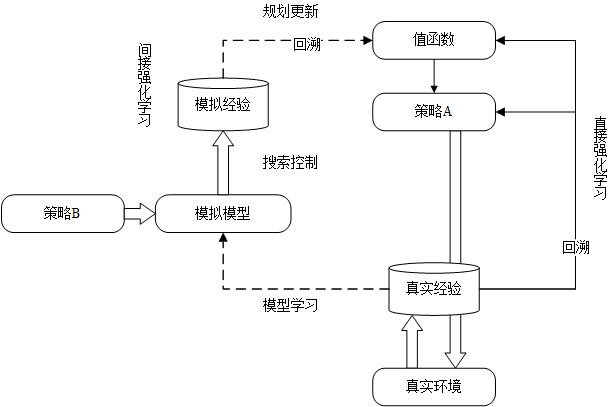 规划更新
回溯
值函数
间接强化学习
模拟经验
策略A
直接强化学习
搜索控制
策略B
模拟模型
回溯
真实经验
模型学习
真实环境